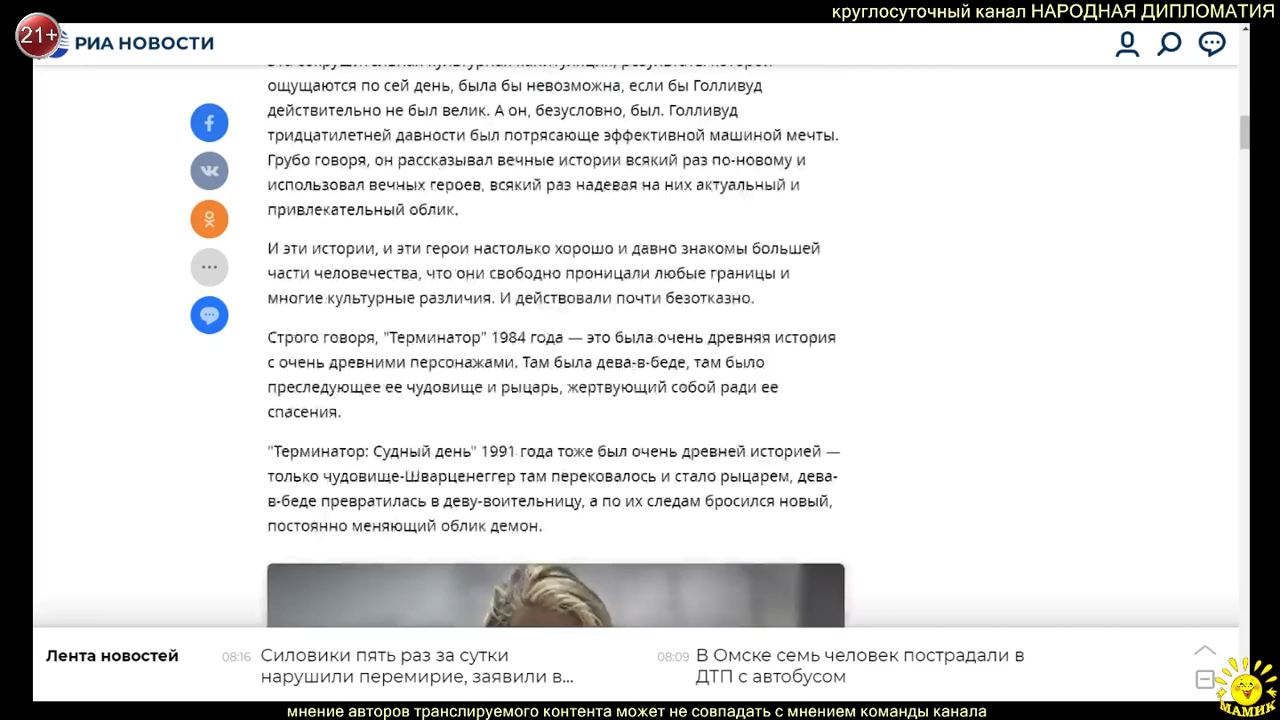 круглосуточный канал НАРОДНАЯ ДИПЛОМАТИЯ
21+
РИА НОВОСТИ
ощущаются по сей день, была бы невозможна, если бы Голливуд
действительно не был велик. А он, безусловно, был. Голливуд
тридцатилетней давности был потрясающе эффективной машиной мечты.
Грубо говоря, он рассказывал вечные истории всякий раз по-новому и
использовал вечных героев, всякий раз надевая на них актуальный и
привлекательный облик.
И эти истории, и эти герои настолько хорошо и давно знакомы большей
части человечества, что они свободно проницали любые границы и
многие культурные различия. И действовали почти безотказно.
Строго говоря, "Терминатор" 1984 года — это была очень древняя история
с очень древними персонажами. Там была дева-в-беде, там было
преследующее ее чудовище и рыцарь, жертвующий собой ради ее
спасения.
"Терминатор: Судный день" 1991 года тоже был очень древней историей —
только чудовище-Шварценеггер там перековалось и стало рыцарем, дева-
в-беде превратилась в деву-воительницу, а по их следам бросился новый,
постоянно меняющий облик демон.
Лента новостей
08:16 Силовики пять раз за сутки
нарушили перемирие, заявили в...
08:09 В Омске семь человек пострадали в
ДТП с автобусом
МАМИК
мнение авторов транслируемого контента может не совпадать с мнением команды канала